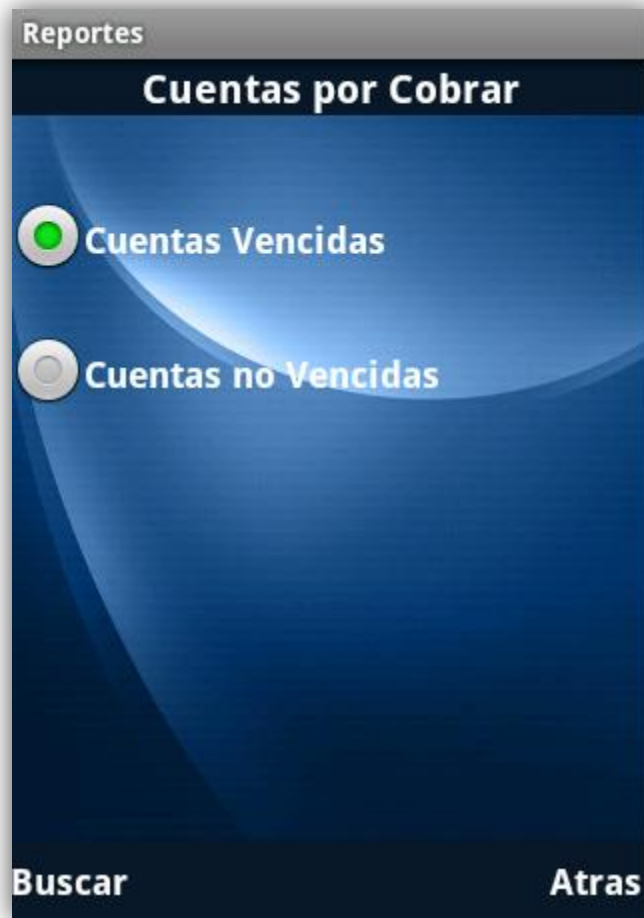 Reportes
Cuentas por Cobrar
Cuentas Vencidas
Cuentas no Vencidas
Buscar Atras